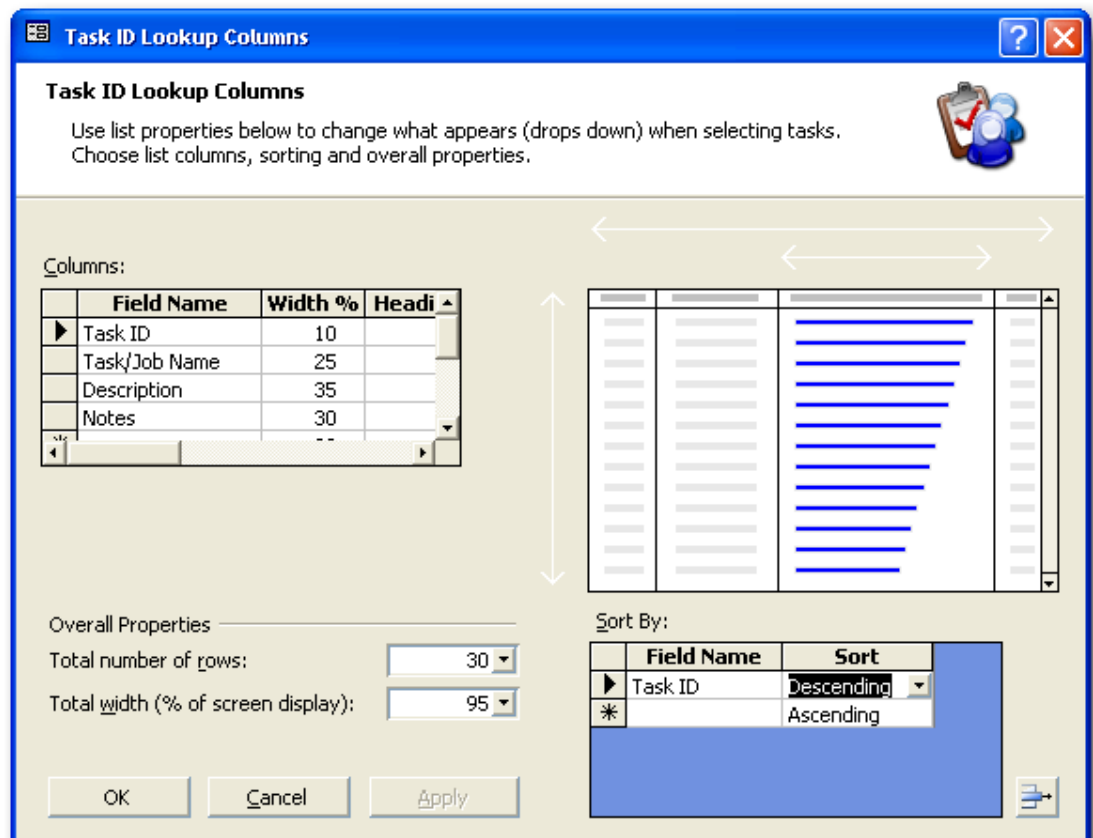 Task ID Lookup Columns
Task ID Lookup Columns
Use list properties below to change what appears (drops down) when selecting tasks.
Choose list columns, sorting and overall properties.
Columns:
Field Name Width % Headi
Task ID 10
Task/Job Name 25
Description 35
Notes 30
Overall Properties
Total number of rows: 30
Total width (% of screen display): 95
Sort By:
Field Name Sort
Task ID Descending
Ascending
OK Cancel Apply